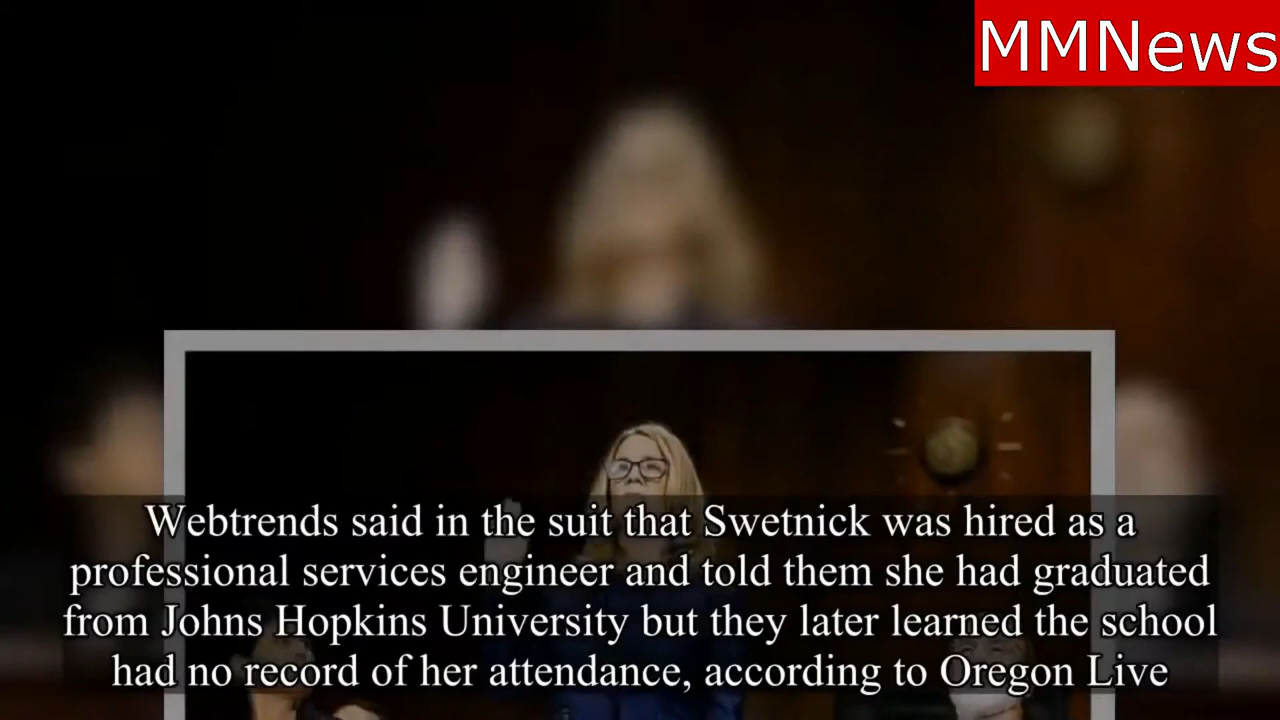 MMNews
Webtrends said in the suit that Swetnick was hired as a
professional services engineer and told them she had graduated
from Johns Hopkins University but they later learned the school
had no record of her attendance, according to Oregon Live